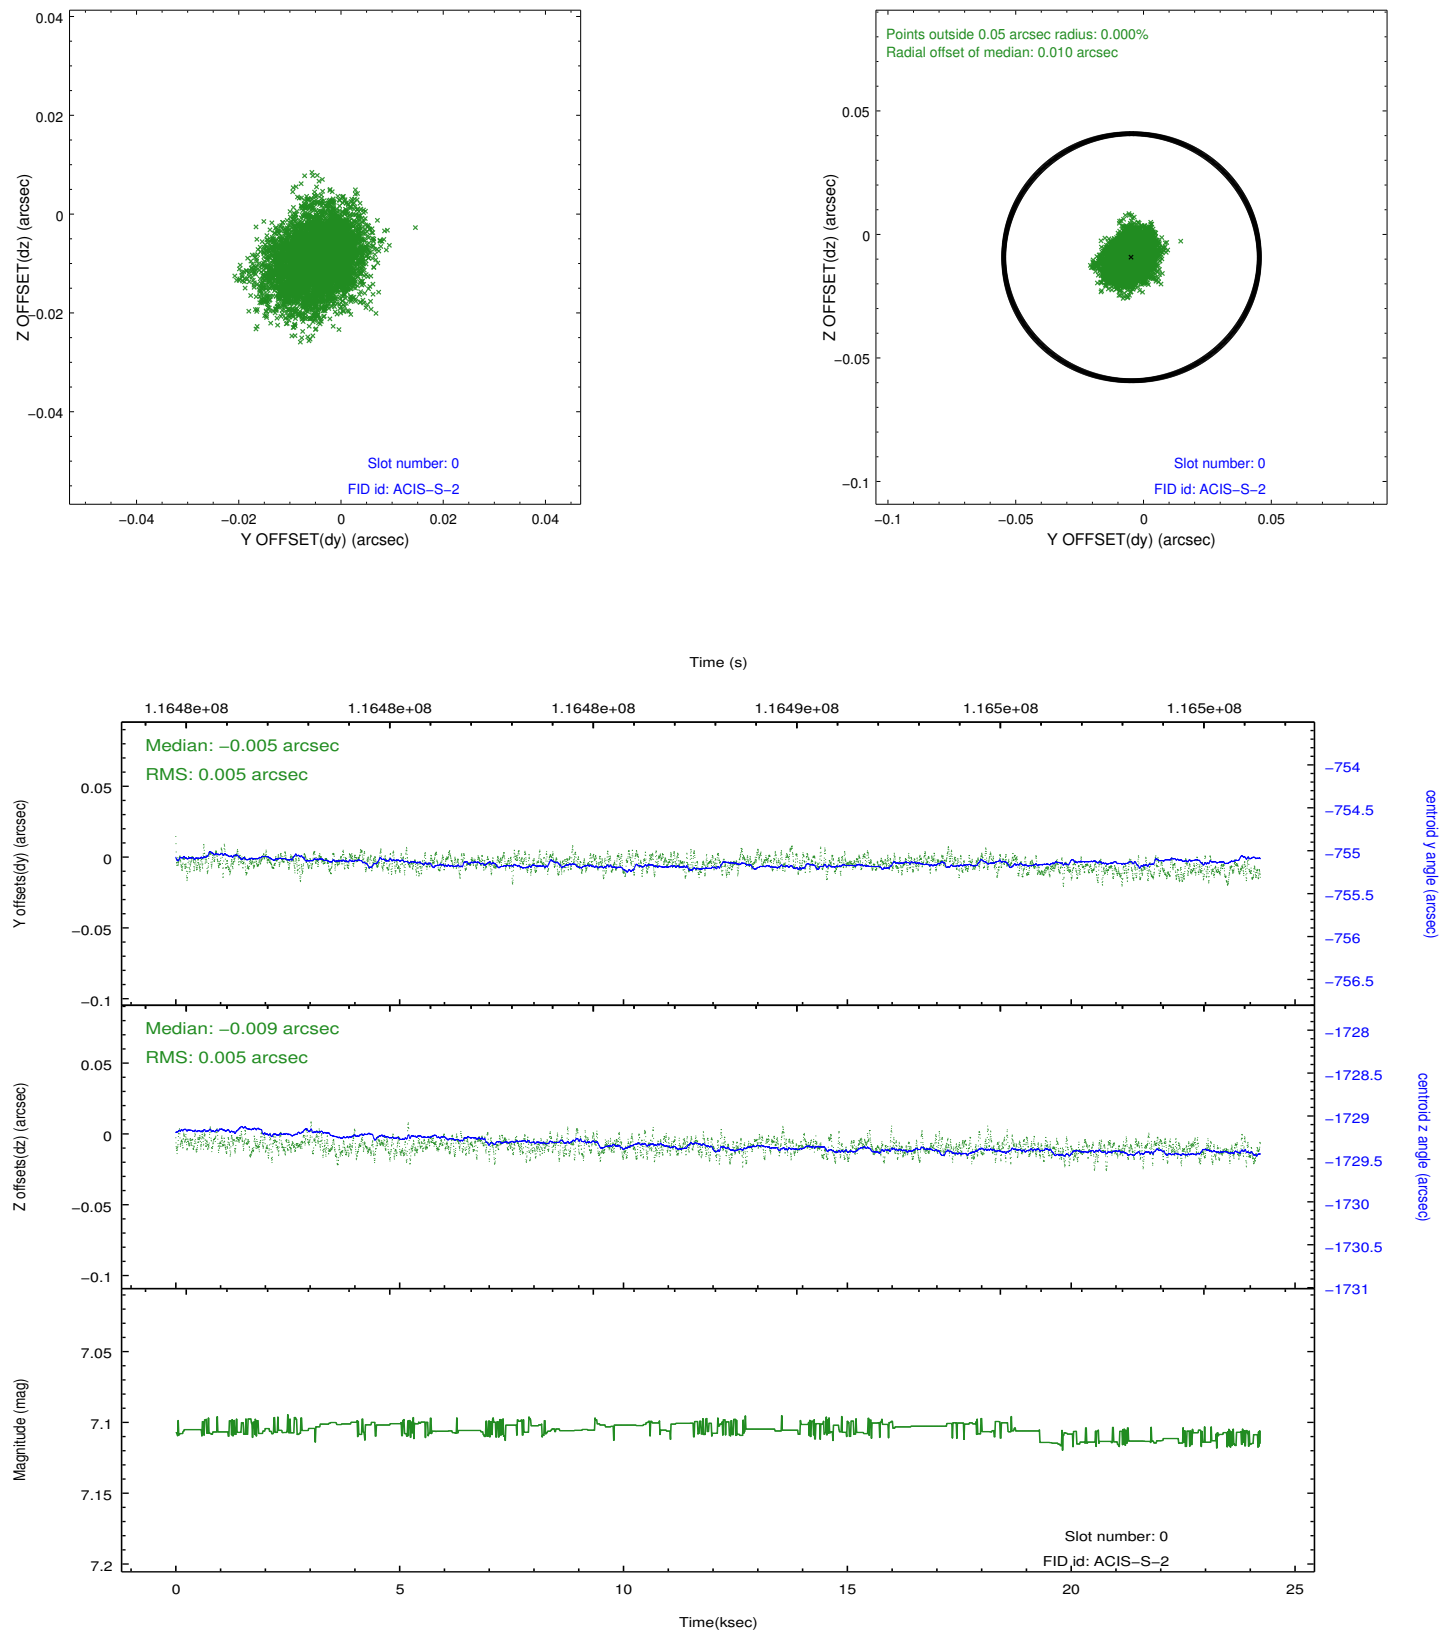 Points outside 0.05 arcsec radius: 0.000%
Radial offset of median: 0.010 arcsec
0.04
0.02
0
−0.02
−0.04
Z OFFSET(dz) (arcsec)
Slot number: 0
FID id: ACIS−S−2
−0.04
−0.02
0
0.02
0.04
Y OFFSET(dy) (arcsec)
0.05
0
−0.05
−0.1
Z OFFSET(dz) (arcsec)
Slot number: 0
FID id: ACIS−S−2
−0.1
−0.05
0
0.05
Y OFFSET(dy) (arcsec)
Time (s)
1.1648e+08
1.1648e+08
1.1648e+08
1.1649e+08
1.165e+08
1.165e+08
Median: −0.005 arcsec
RMS: 0.005 arcsec
0.05
0
−0.05
−0.1
Y offsets(dy) (arcsec)
−754
−754.5
−755
−755.5
−756
−756.5
centroid y angle (arcsec)
Median: −0.009 arcsec
RMS: 0.005 arcsec
0.05
0
−0.05
−0.1
Z offsets(dz) (arcsec)
−1728
−1728.5
−1729
−1729.5
−1730
−1730.5
−1731
centroid z angle (arcsec)
7.05
7.1
7.15
7.2
Magnitude (mag)
Slot number: 0
FID id: ACIS−S−2
0
5
10
15
20
25
Time(ksec)